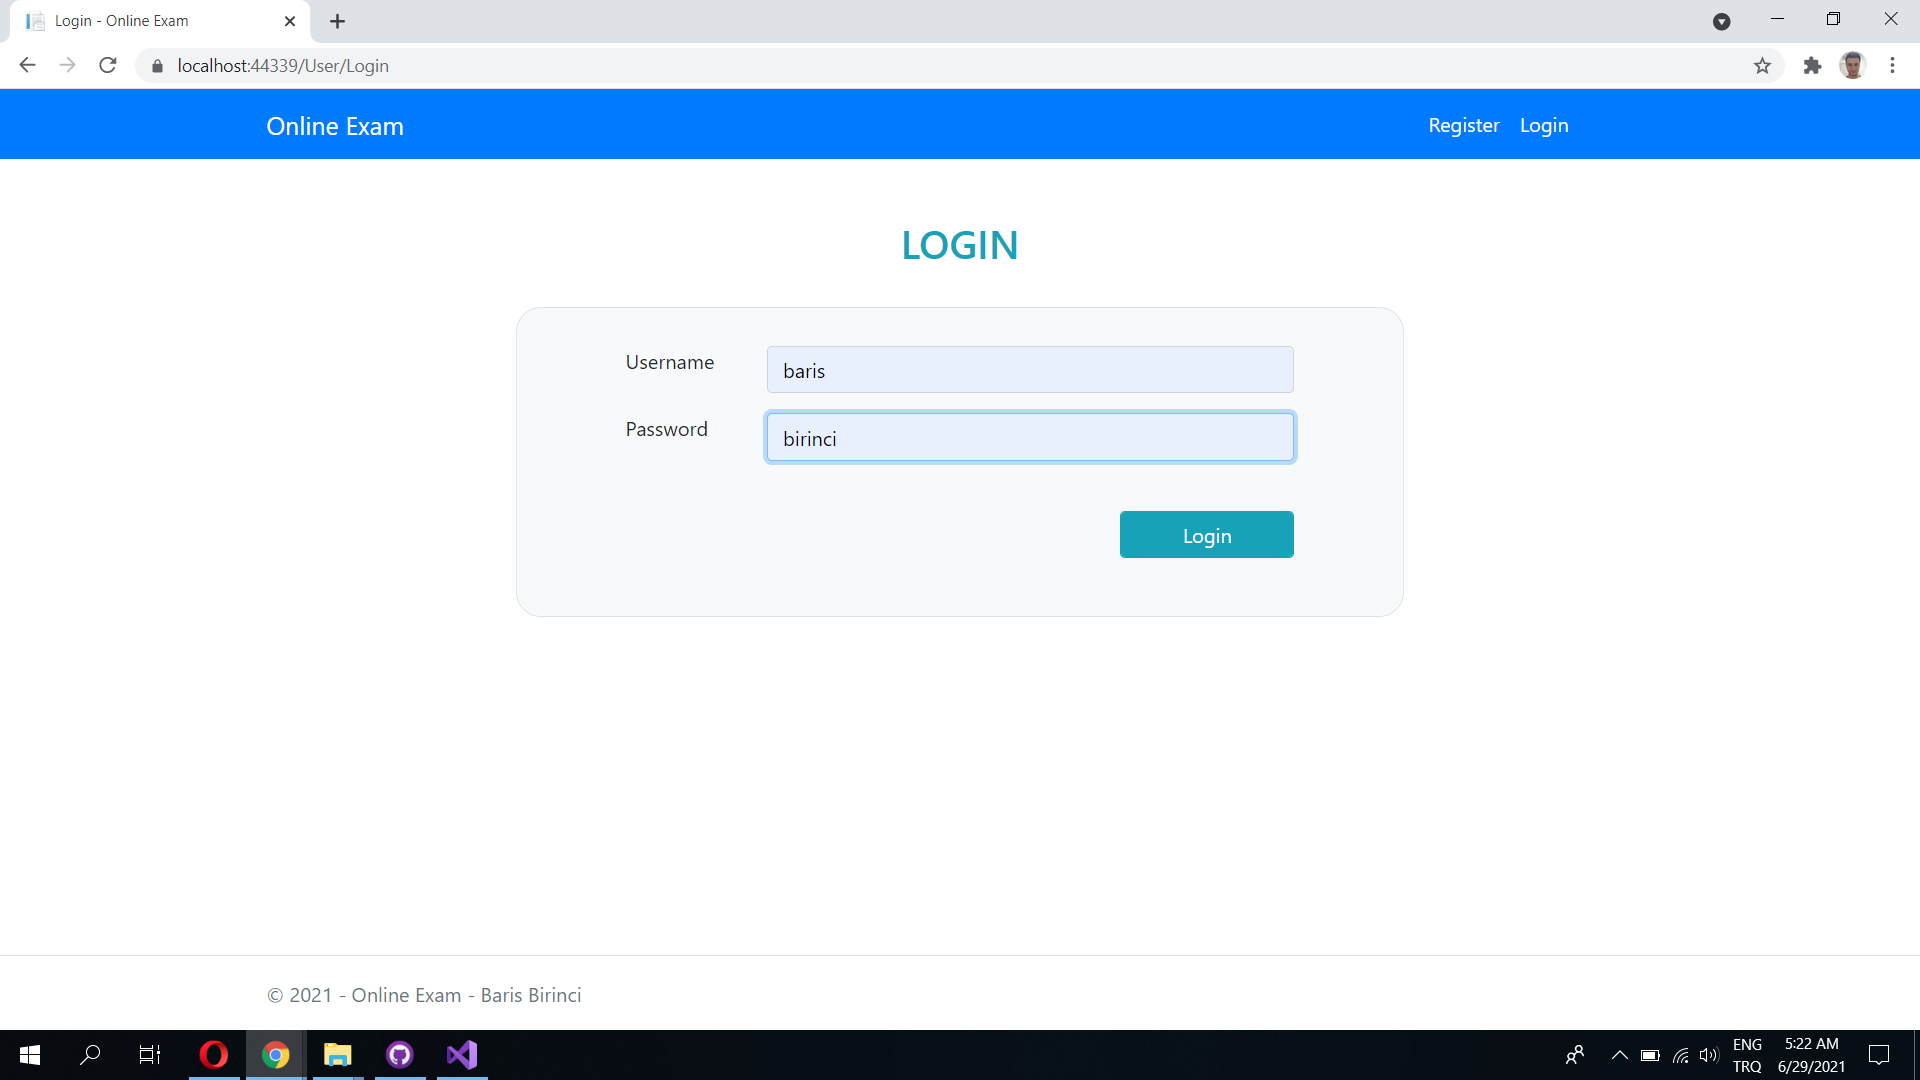 Login - Online Exam
localhost:44339/User/Login
Online Exam
Register Login
LOGIN
Username baris
Password birinci
Login
© 2021 - Online Exam - Baris Birinci
ENG 5:22 AM
TRQ 6/29/2021